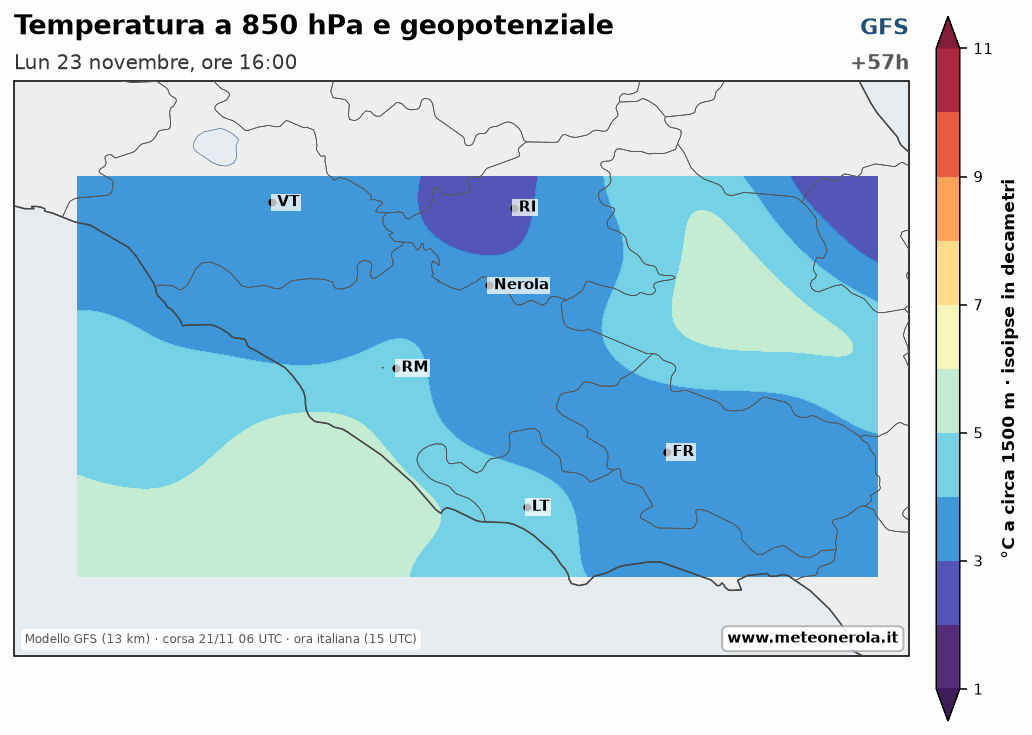 Temperatura a 850 hPa e geopotenziale
GFS
Lun 23 novembre, ore 16:00
+57h
VT
RI
Nerola
RM
FR
LT
Modello GFS (13 km) · corsa 21/11 06 UTC · ora italiana (15 UTC)
www.meteonerola.it
11
9
7
5
3
1
°C a circa 1500 m · isoipse in decametri